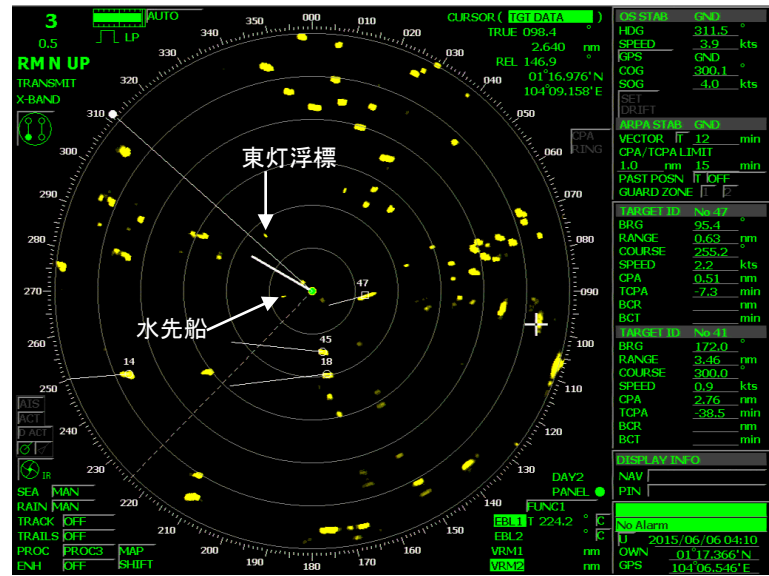 3
0.5
AUTO
LP
RM N UP
TRANSMIT
X-BAND
CURSOR ( TGT DATA )
TRUE 098.4 °
2.640 nm
REL 146.9 °
01°16.976'N
104°09.158'E
CPA
RING
000
010
020
030
040
050
060
070
080
090
100
110
120
130
140
150
160
170
180
190
200
210
220
230
240
250
260
270
280
290
300
310
320
330
340
350
東灯浮標
水先船
47
45
18
14
AIS
ACT
D ACT
IR
SEA MAN
RAIN MAN
TRACK OFF
TRAILS OFF
PROC PROC3 MAP
ENH OFF SHIFT
DAY2
PANEL
FUNC1
EBL1 T 224.2 ° C
EBL2 ° C
VRM1 nm
VRM2 nm
OS STAB GND
HDG 311.5 °
SPEED 3.9 kts
GPS GND
COG 300.1 °
SOG 4.0 kts
SET
DRIFT
ARPA STAB GND
VECTOR T 12 min
CPA/TCPA LIMIT
1.0 nm 15 min
PAST POSN T OFF
GUARD ZONE 1 2
TARGET ID No 47
BRG 95.4 °
RANGE 0.63 nm
COURSE 255.2 °
SPEED 2.2 kts
CPA 0.51 nm
TCPA -7.3 min
BCR nm
BCT min
TARGET ID No 41
BRG 172.0 °
RANGE 3.46 nm
COURSE 300.0 °
SPEED 0.9 kts
CPA 2.76 nm
TCPA -38.5 min
BCR nm
BCT min
DISPLAY INFO
NAV
PIN
No Alarm
U 2015/06/06 04:10
OWN 01°17.366'N
GPS 104°06.546'E